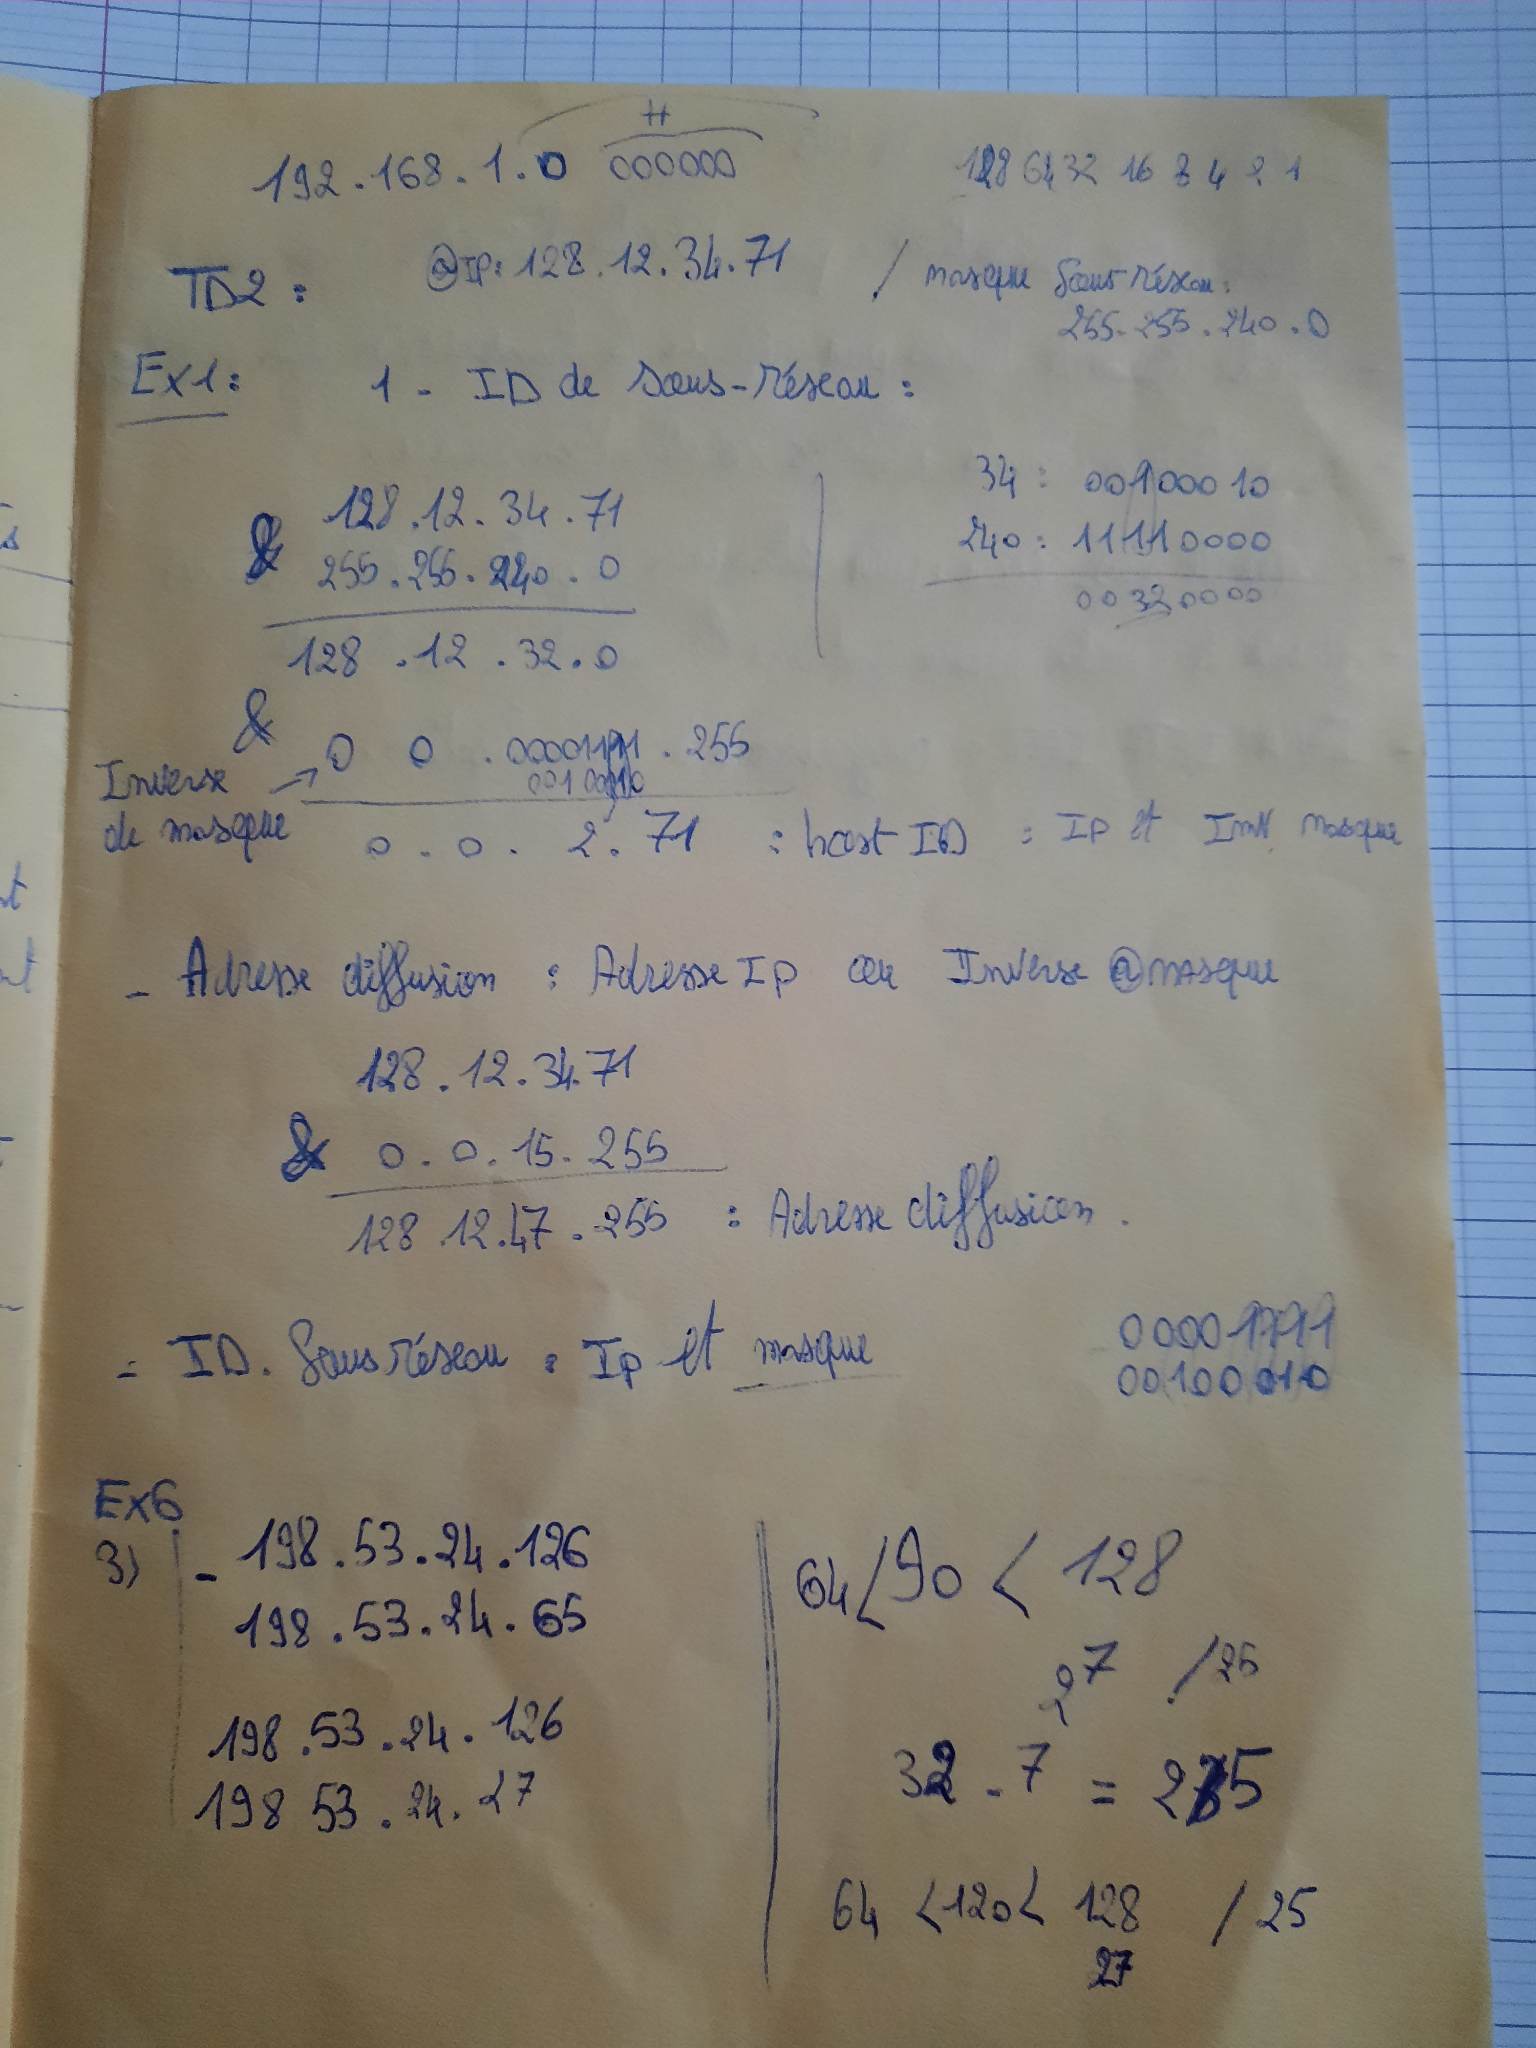 H
192.168.1.0 000000 128 64 32 16 8 4 2 1
TD2 : @IP: 128.12.34.71 / masque Sous réseau:
255.255.240.0
Ex1: 1 - ID de Sous-réseau :
128.12.34.71
& 255.255.240.0
128.12.32.0
34 : 00100010
240 : 11110000
00320000
&
Inverse de masque → 0 0 .00001111 . 255
00100010
0.0. 2.71 : host ID = IP et Inv. masque
- Adresse diffusion : Adresse Ip ou Inverse @masque
128.12.34.71
& 0.0.15.255
128.12.47.255 : Adresse diffusion.
- ID. Sous réseau : Ip et masque
00001111
00100010
Ex6
3) - 198.53.24.126
198.53.24.65
198.53.24.126
198 53.24.27
64 < 90 < 128
2^7 /25
32 - 7 = 25
64 < 120 < 128 / 25
27